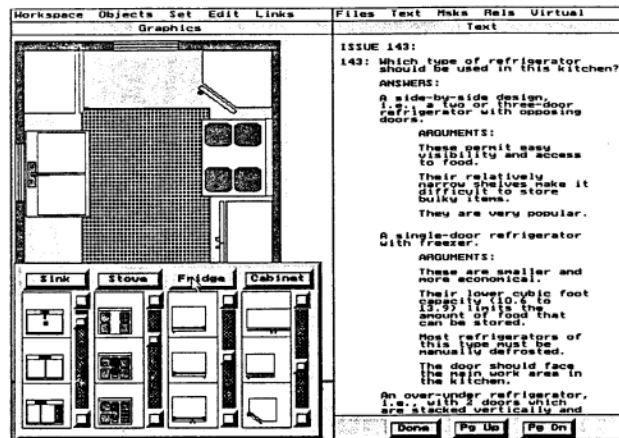 Workspace Objects Set Edit Links
Graphics
Sink Stove Fridge Cabinet
Files Text Msks Rels Virtual
Text
ISSUE 143:
143: Which type of refrigerator
should be used in this kitchen?
ANSWERS:
A side-by-side design,
i.e., a two or three-door
refrigerator with opposing
doors.
ARGUMENTS:
These permit easy
visibility and access
to food.
Their relatively
narrow shelves make it
difficult to store
bulky items.
They are very popular.
A single-door refrigerator
with freezer.
ARGUMENTS:
These are smaller and
more economical.
Their lower cubic foot
capacity (10.6 to
13.9) limits the
amount of food that
can be stored.
Most refrigerators of
this type must be
manually defrosted.
The door should face
the main work area in
the kitchen.
An over-under refrigerator,
i.e., with 2 doors which
are stacked vertically and
Done Pg Up Pg Dn